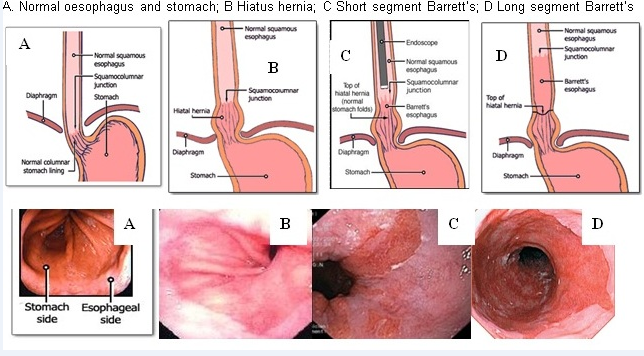 A. Normal oesophagus and stomach; B Hiatus hernia; C Short segment Barrett's; D Long segment Barrett's
A
Normal squamous
esophagus
Squamocolumnar
junction
Diaphragm
Stomach
Normal columnar
stomach lining
B
Normal squamous
esophagus
Squamocolumnar
junction
Hiatal hernia
Diaphragm
Stomach
C
Endoscope
Normal squamous
esophagus
Squamocolumnar
junction
Top of
hiatal hernia
(normal
stomach folds)
Barrett's
esophagus
Diaphragm
Stomach
D
Normal squamous
esophagus
Squamocolumnar
junction
Barrett's
esophagus
Top of
hiatal hernia
Diaphragm
Stomach
A
Stomach
side
Esophageal
side
B
C
D